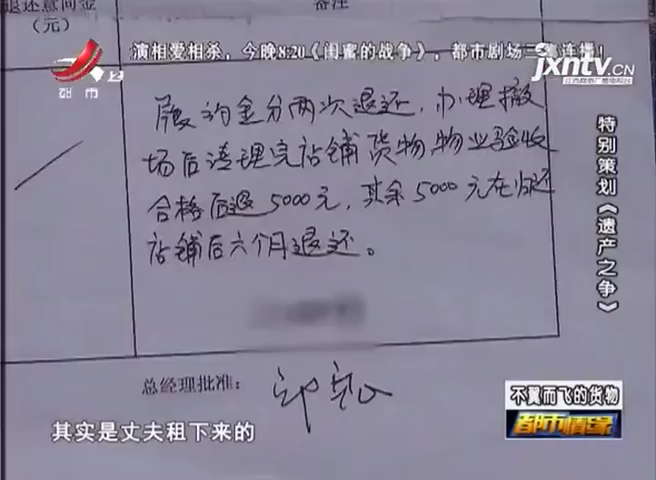 退还意向金
(元)
备注
演相爱相杀，今晚8:20《闺蜜的战争》，都市剧场三集连播！
都市
jxntv.CN
履约金分两次退还，办理撤
场后清理完店铺货物，物业验收
合格后退5000元，其余5000元在归还
店铺后六个月退还。
特别策划《遗产之争》
总经理批准：
不翼而飞的货物
都市情缘
其实是丈夫租下来的